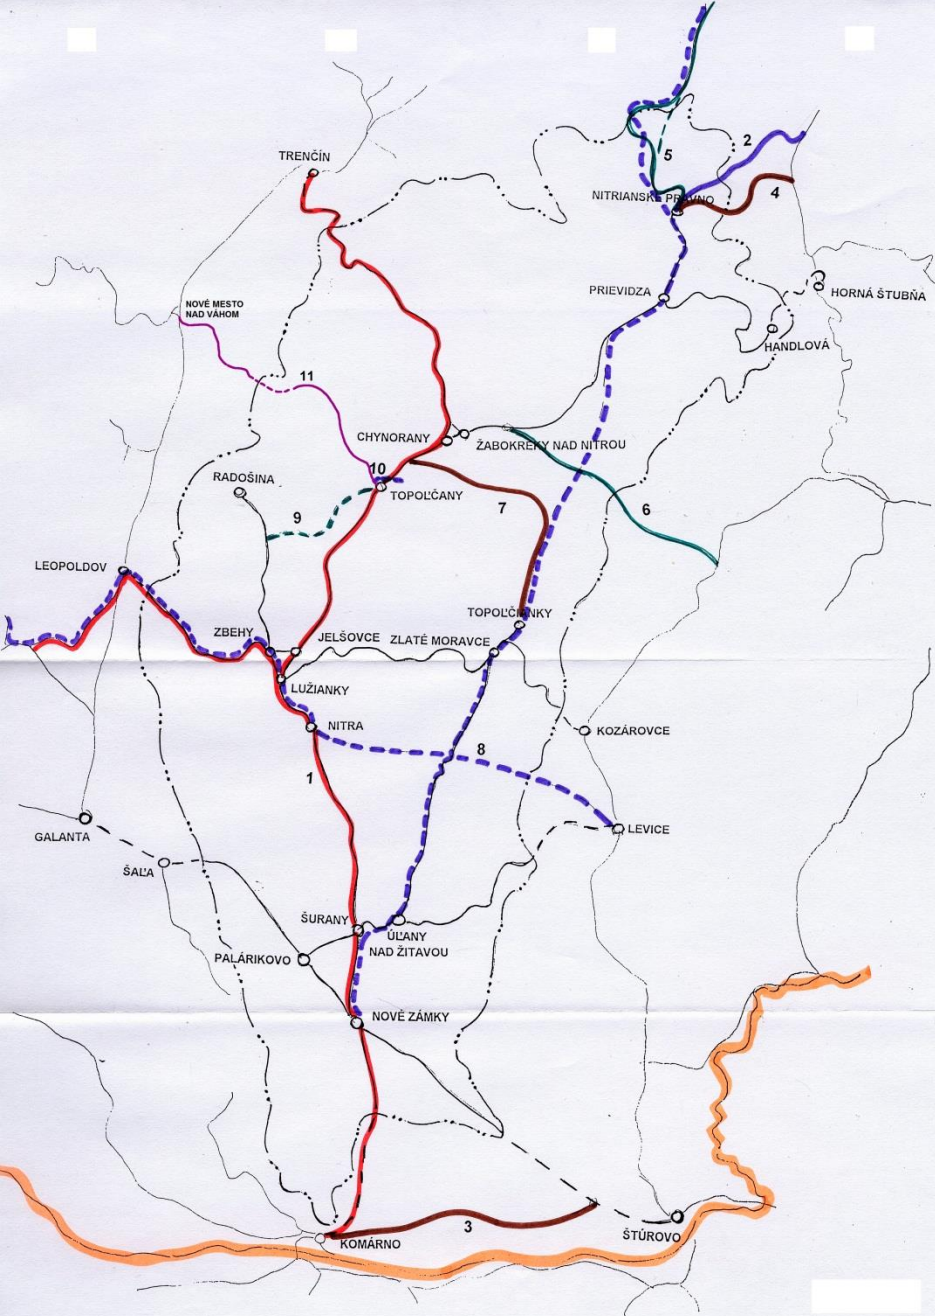 2
TRENČÍN
5
4
NITRIANSKE PRAVNO
PRIEVIDZA
HORNÁ ŠTUBŇA
NOVÉ MESTO
NAD VÁHOM
HANDLOVÁ
11
CHYNORANY
ŽABOKREKY NAD NITROU
10
RADOŠINA
TOPOĽČANY
7
6
9
LEOPOLDOV
TOPOĽČIANKY
ZBEHY
JELŠOVCE
ZLATÉ MORAVCE
LUŽIANKY
NITRA
KOZÁROVCE
8
1
LEVICE
GALANTA
ŠAĽA
ŠURANY
ÚĽANY
NAD ŽITAVOU
PALÁRIKOVO
NOVÉ ZÁMKY
3
ŠTÚROVO
KOMÁRNO